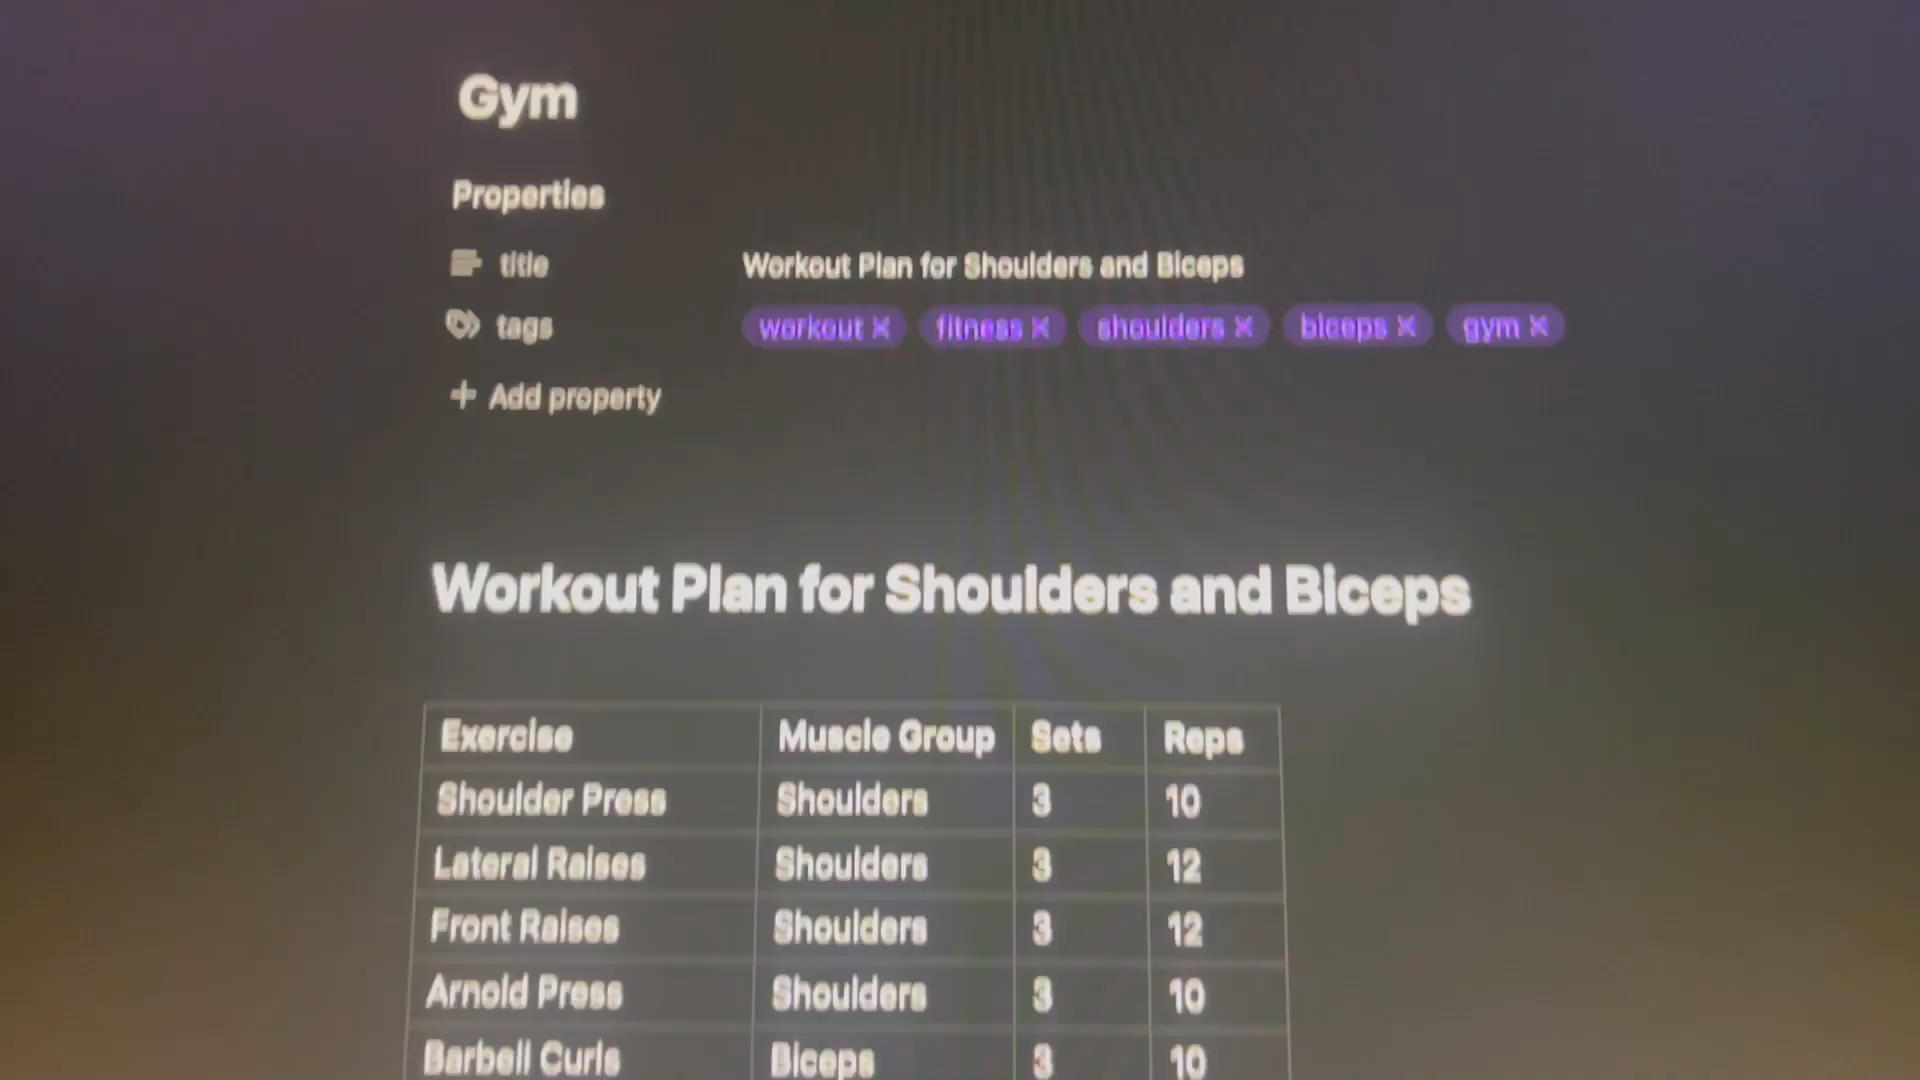 Gym
Properties
title Workout Plan for Shoulders and Biceps
tags workout × fitness × shoulders × biceps × gym ×
+ Add property
Workout Plan for Shoulders and Biceps
Exercise Muscle Group Sets Reps
Shoulder Press Shoulders 3 10
Lateral Raises Shoulders 3 12
Front Raises Shoulders 3 12
Arnold Press Shoulders 3 10
Barbell Curls Biceps 3 10